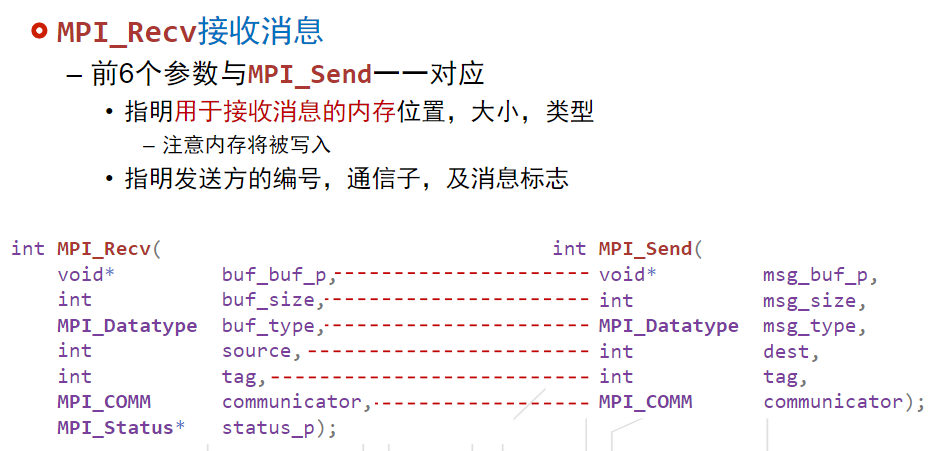 MPI_Recv接收消息
– 前6个参数与MPI_Send一一对应
• 指明用于接收消息的内存位置，大小，类型
– 注意内存将被写入
• 指明发送方的编号，通信子，及消息标志
int MPI_Recv( int MPI_Send(
void* buf_buf_p, void* msg_buf_p,
int buf_size, int msg_size,
MPI_Datatype buf_type, MPI_Datatype msg_type,
int source, int dest,
int tag, int tag,
MPI_COMM communicator, MPI_COMM communicator);
MPI_Status* status_p);